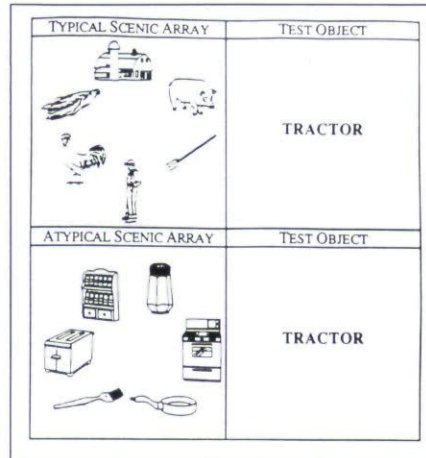 TYPICAL SCENIC ARRAY TEST OBJECT
TRACTOR
ATYPICAL SCENIC ARRAY TEST OBJECT
TRACTOR